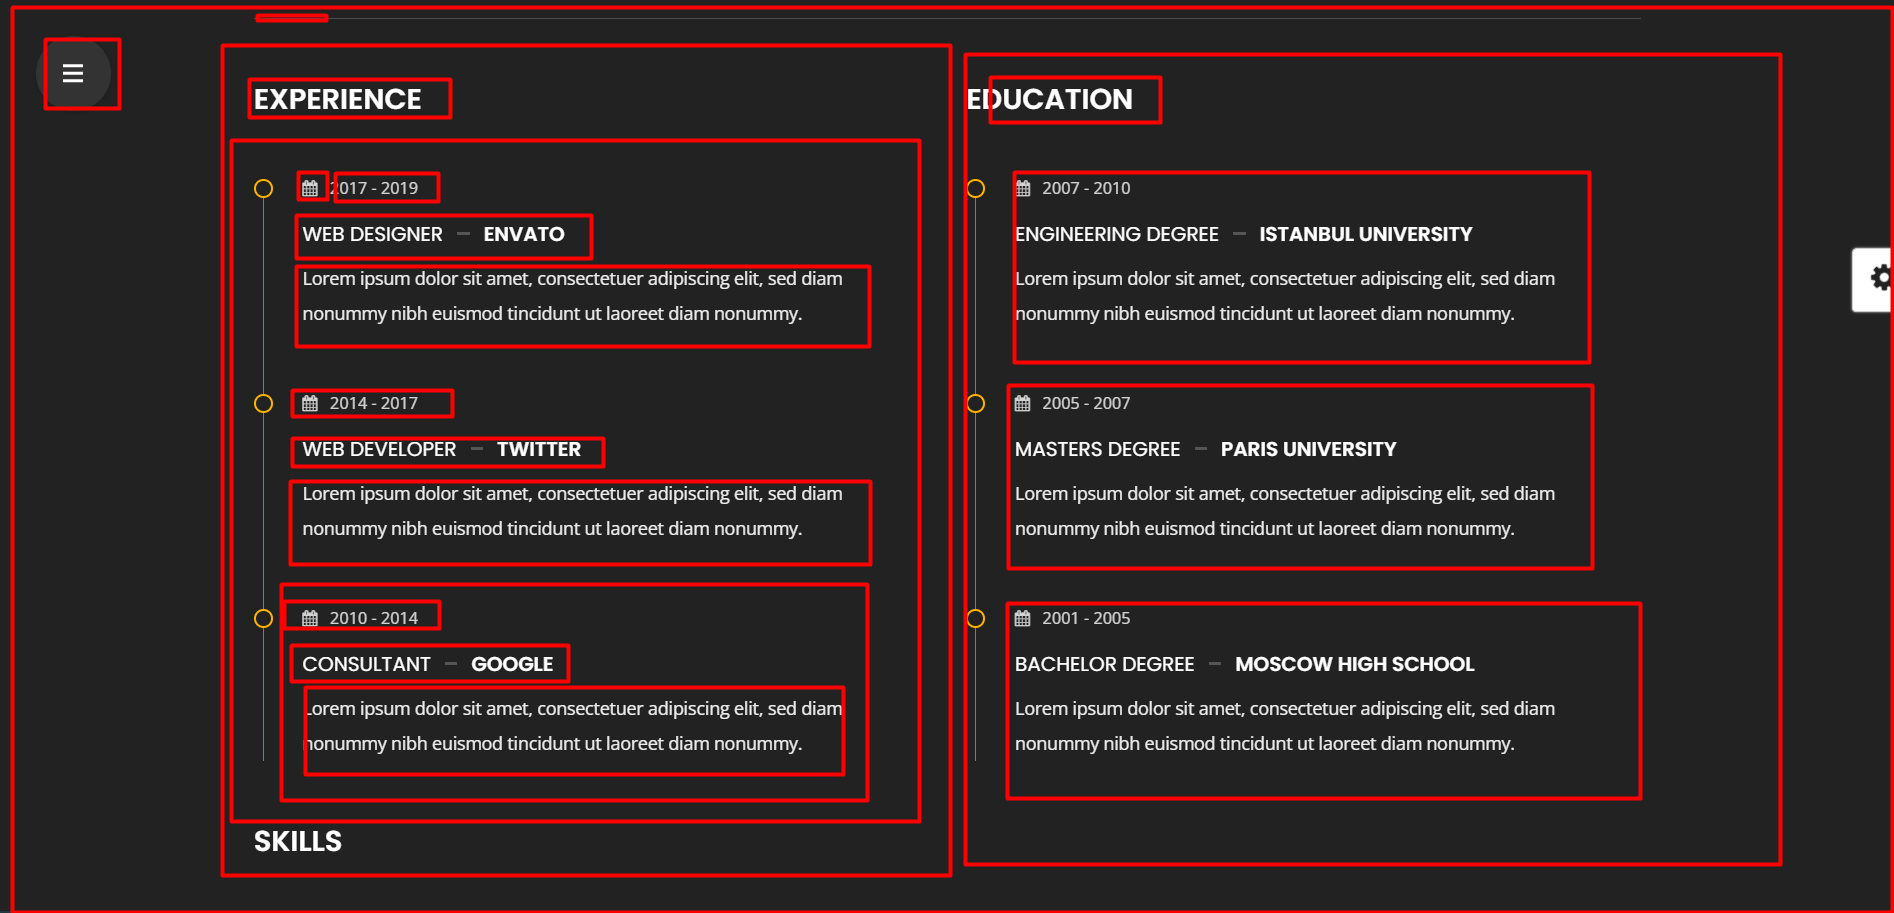 EXPERIENCE
2017 - 2019
WEB DESIGNER – ENVATO
Lorem ipsum dolor sit amet, consectetuer adipiscing elit, sed diam
nonummy nibh euismod tincidunt ut laoreet diam nonummy.
2014 - 2017
WEB DEVELOPER – TWITTER
Lorem ipsum dolor sit amet, consectetuer adipiscing elit, sed diam
nonummy nibh euismod tincidunt ut laoreet diam nonummy.
2010 - 2014
CONSULTANT – GOOGLE
Lorem ipsum dolor sit amet, consectetuer adipiscing elit, sed diam
nonummy nibh euismod tincidunt ut laoreet diam nonummy.
SKILLS
EDUCATION
2007 - 2010
ENGINEERING DEGREE – ISTANBUL UNIVERSITY
Lorem ipsum dolor sit amet, consectetuer adipiscing elit, sed diam
nonummy nibh euismod tincidunt ut laoreet diam nonummy.
2005 - 2007
MASTERS DEGREE – PARIS UNIVERSITY
Lorem ipsum dolor sit amet, consectetuer adipiscing elit, sed diam
nonummy nibh euismod tincidunt ut laoreet diam nonummy.
2001 - 2005
BACHELOR DEGREE – MOSCOW HIGH SCHOOL
Lorem ipsum dolor sit amet, consectetuer adipiscing elit, sed diam
nonummy nibh euismod tincidunt ut laoreet diam nonummy.